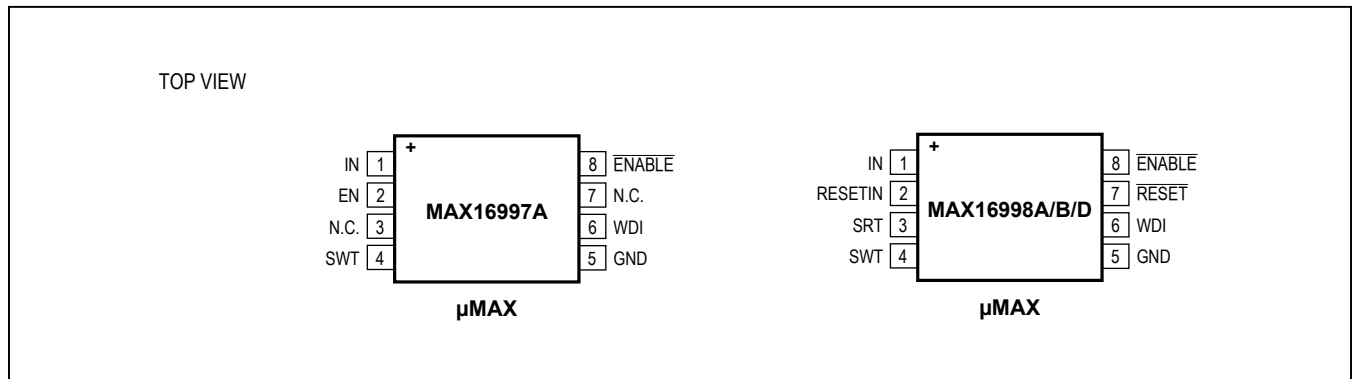 TOP VIEW
+
IN 1
EN 2
N.C. 3
SWT 4
MAX16997A
8 ENABLE
7 N.C.
6 WDI
5 GND
µMAX
+
IN 1
RESETIN 2
SRT 3
SWT 4
MAX16998A/B/D
8 ENABLE
7 RESET
6 WDI
5 GND
µMAX